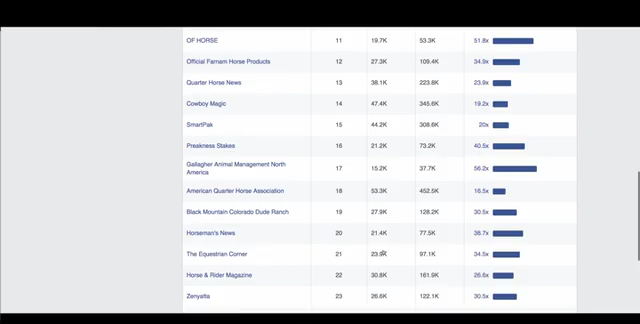 OF HORSE 11 19.7K 53.3K 51.8x
Official Farnam Horse Products 12 27.3K 109.4K 34.9x
Quarter Horse News 13 38.1K 223.8K 23.9x
Cowboy Magic 14 47.4K 345.6K 19.2x
SmartPak 15 44.2K 308.6K 20x
Preakness Stakes 16 21.2K 73.2K 40.5x
Gallagher Animal Management North
America 17 15.2K 37.7K 56.2x
American Quarter Horse Association 18 53.3K 452.5K 16.5x
Black Mountain Colorado Dude Ranch 19 27.9K 128.2K 30.5x
Horseman's News 20 21.4K 77.5K 38.7x
The Equestrian Corner 21 97.1K 34.5x
Horse & Rider Magazine 22 30.8K 161.9K 26.6x
Zenyatta 23 26.6K 122.1K 30.5x